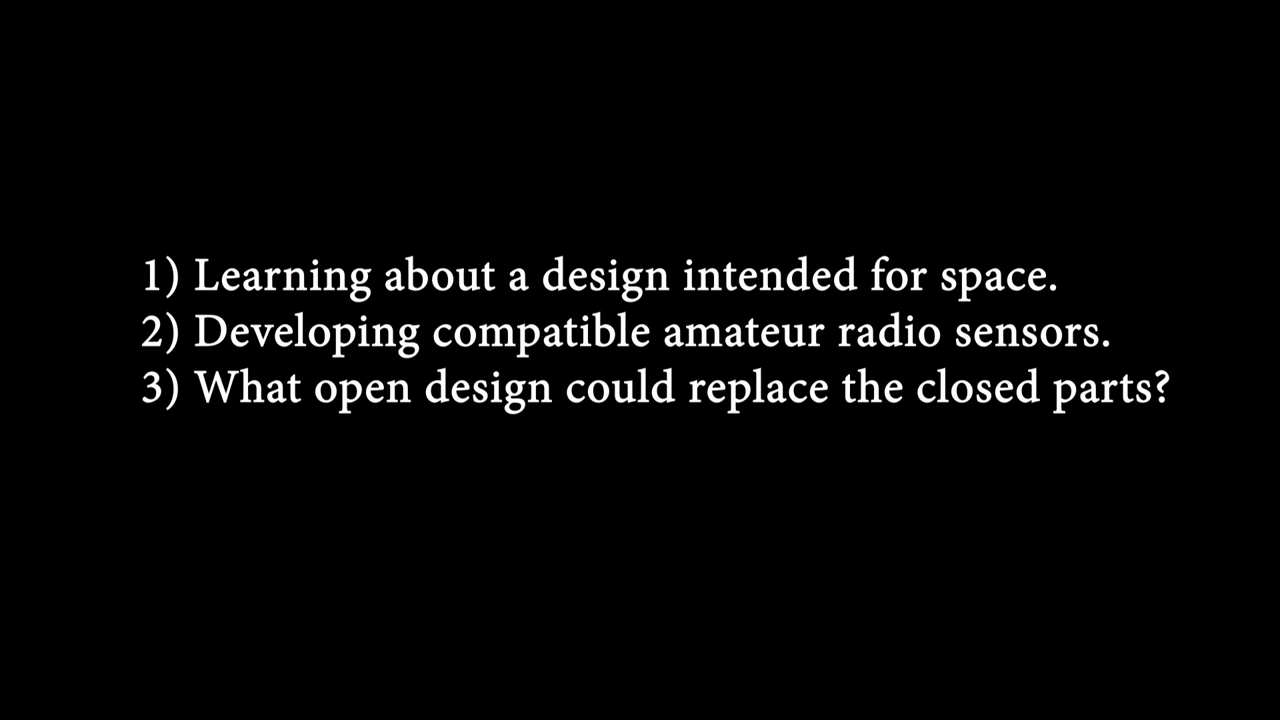 1) Learning about a design intended for space.
2) Developing compatible amateur radio sensors.
3) What open design could replace the closed parts?